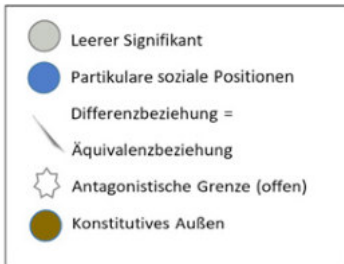 Leerer Signifikant
Partikulare soziale Positionen
Differenzbeziehung =
Äquivalenzbeziehung
Antagonistische Grenze (offen)
Konstitutives Außen